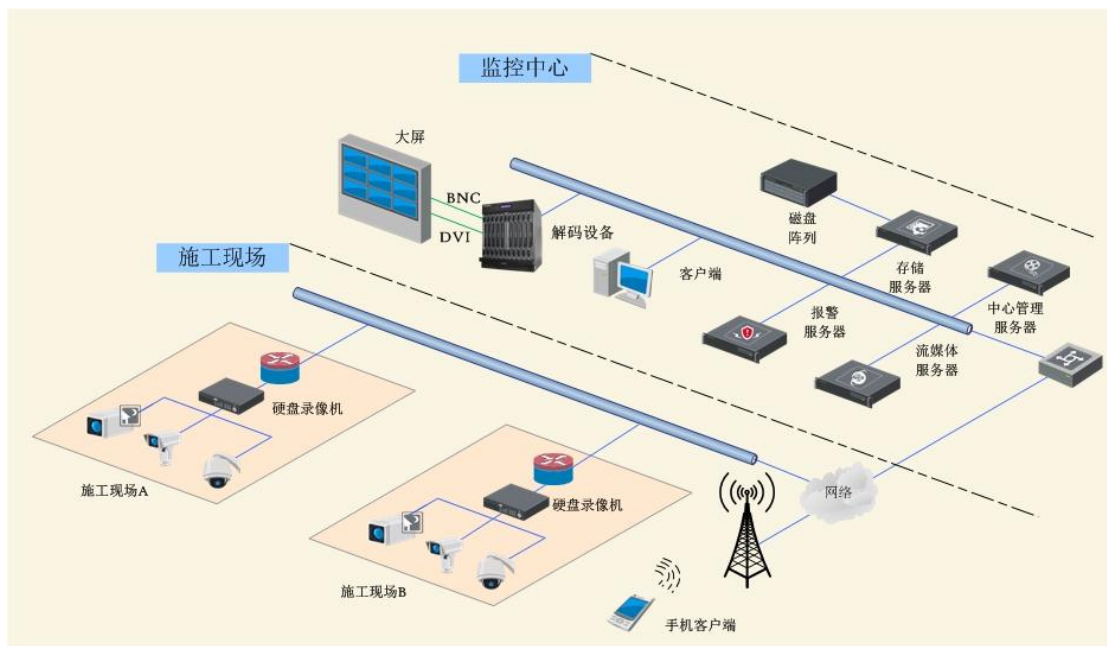 监控中心
大屏
BNC
DVI
解码设备
磁盘
阵列
存储
服务器
客户端
中心管理
服务器
报警
服务器
流媒体
服务器
施工现场
硬盘录像机
施工现场A
硬盘录像机
施工现场B
网络
手机客户端